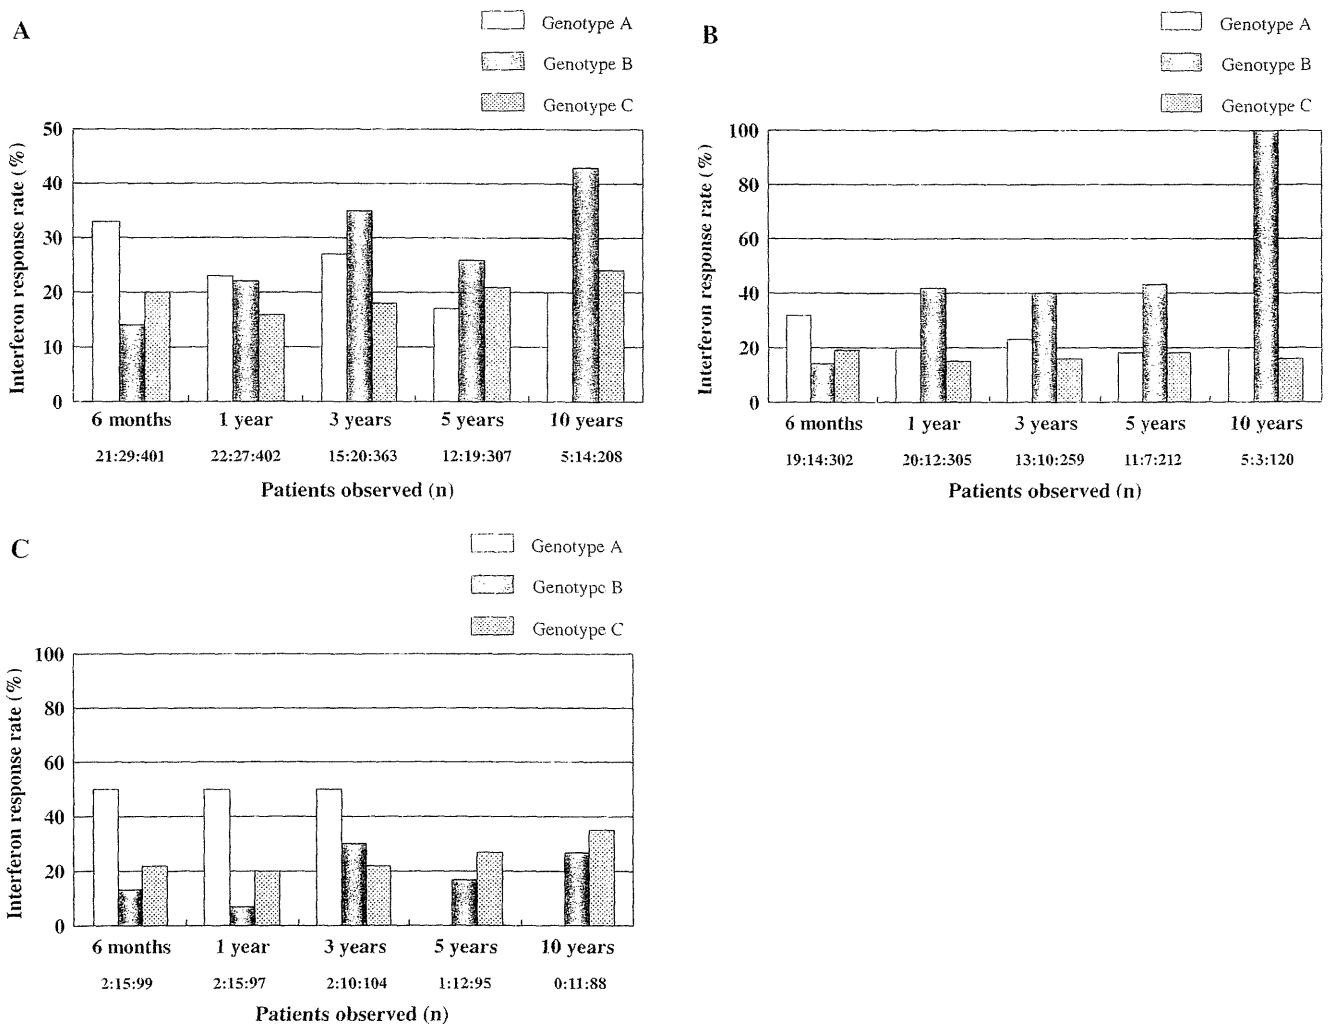 A
Genotype A
Genotype B
Genotype C
Interferon response rate (%)
50
40
30
20
10
0
6 months 1 year 3 years 5 years 10 years
21:29:401 22:27:402 15:20:363 12:19:307 5:14:208
Patients observed (n)
B
Genotype A
Genotype B
Genotype C
Interferon response rate (%)
100
80
60
40
20
0
6 months 1 year 3 years 5 years 10 years
19:14:302 20:12:305 13:10:259 11:7:212 5:3:120
Patients observed (n)
C
Genotype A
Genotype B
Genotype C
Interferon response rate (%)
100
80
60
40
20
0
6 months 1 year 3 years 5 years 10 years
2:15:99 2:15:97 2:10:104 1:12:95 0:11:88
Patients observed (n)